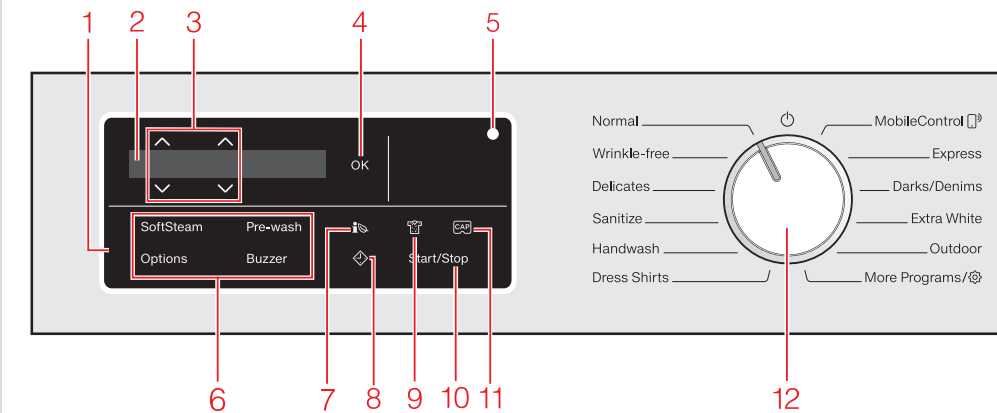 1 2 3 4 5
OK
SoftSteam Pre-wash CAP
Options Buzzer Start/Stop
6 7 8 9 10 11 12
Normal MobileControl
Wrinkle-free Express
Delicates Darks/Denims
Sanitize Extra White
Handwash Outdoor
Dress Shirts More Programs/